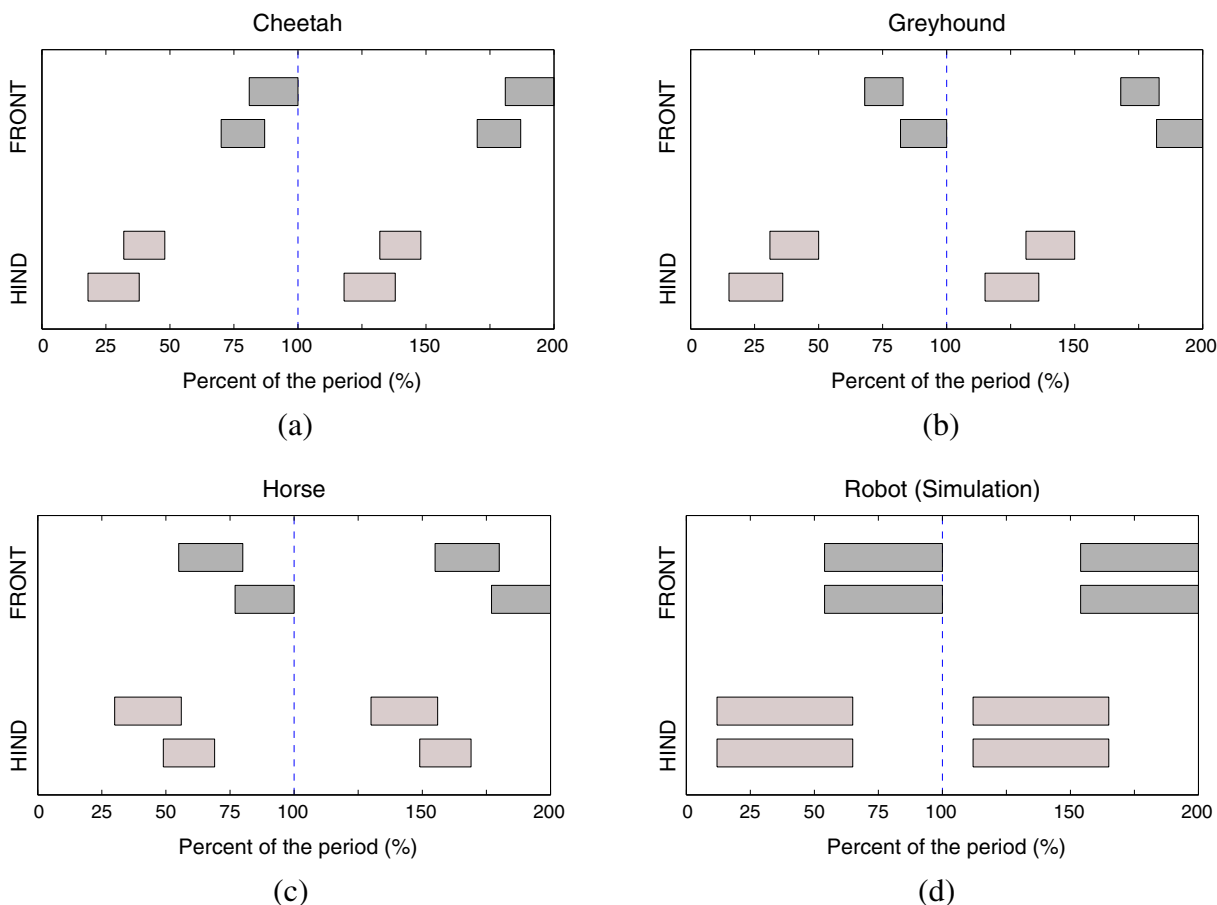 Cheetah
FRONT
HIND
0 25 50 75 100 150 200
Percent of the period (%)
(a)
Greyhound
FRONT
HIND
0 25 50 75 100 150 200
Percent of the period (%)
(b)
Horse
FRONT
HIND
0 25 50 75 100 150 200
Percent of the period (%)
(c)
Robot (Simulation)
FRONT
HIND
0 25 50 75 100 150 200
Percent of the period (%)
(d)